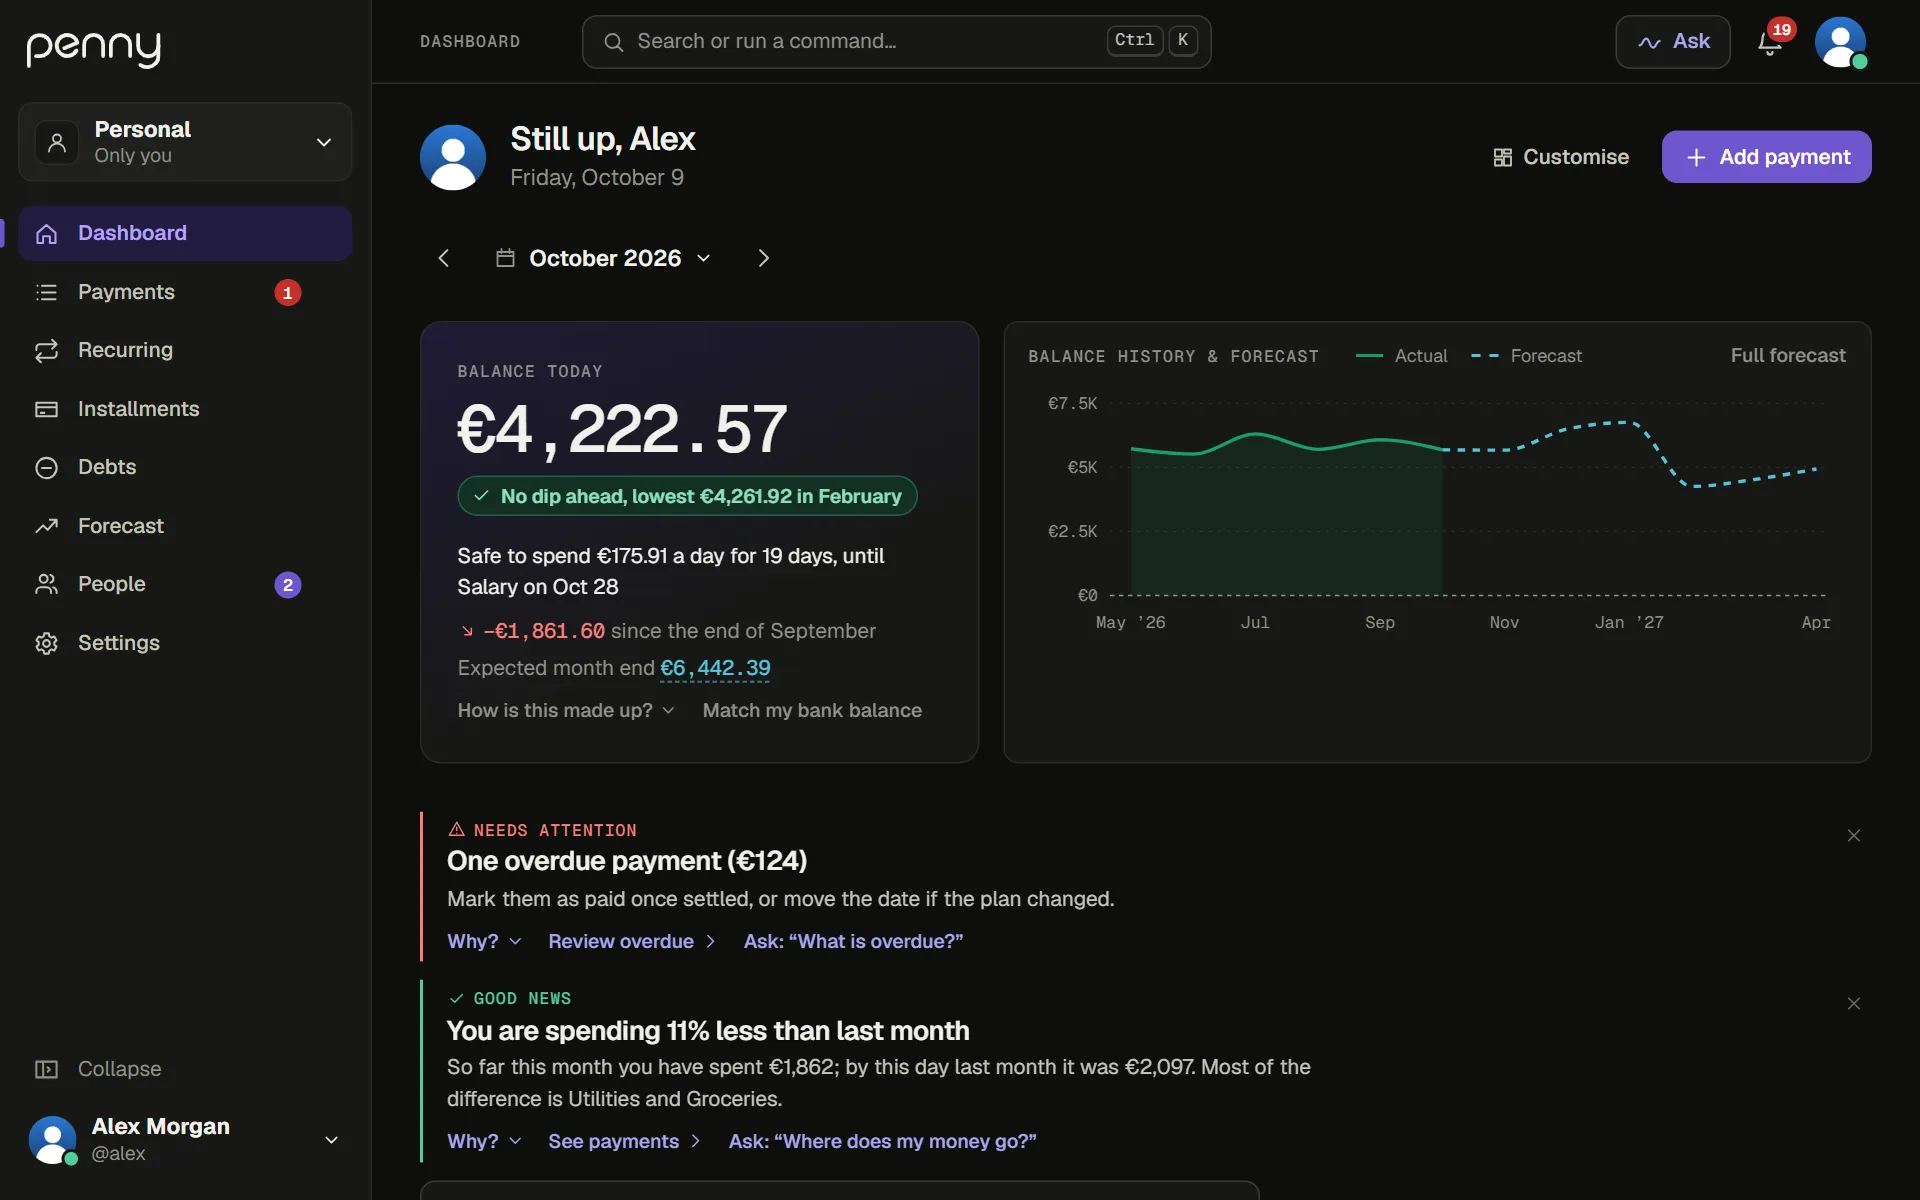 penny
DASHBOARD
Search or run a command...
Ctrl K
Ask
19
Personal
Only you
Dashboard
Payments 1
Recurring
Installments
Debts
Forecast
People 2
Settings
Collapse
Alex Morgan
@alex
Still up, Alex
Friday, October 9
Customise
Add payment
October 2026
BALANCE TODAY
€4,222.57
No dip ahead, lowest €4,261.92 in February
Safe to spend €175.91 a day for 19 days, until
Salary on Oct 28
−€1,861.60 since the end of September
Expected month end €6,442.39
How is this made up? Match my bank balance
BALANCE HISTORY & FORECAST Actual Forecast Full forecast
€7.5K
€5K
€2.5K
€0
May '26 Jul Sep Nov Jan '27 Apr
NEEDS ATTENTION
One overdue payment (€124)
Mark them as paid once settled, or move the date if the plan changed.
Why? Review overdue Ask: “What is overdue?”
GOOD NEWS
You are spending 11% less than last month
So far this month you have spent €1,862; by this day last month it was €2,097. Most of the
difference is Utilities and Groceries.
Why? See payments Ask: “Where does my money go?”